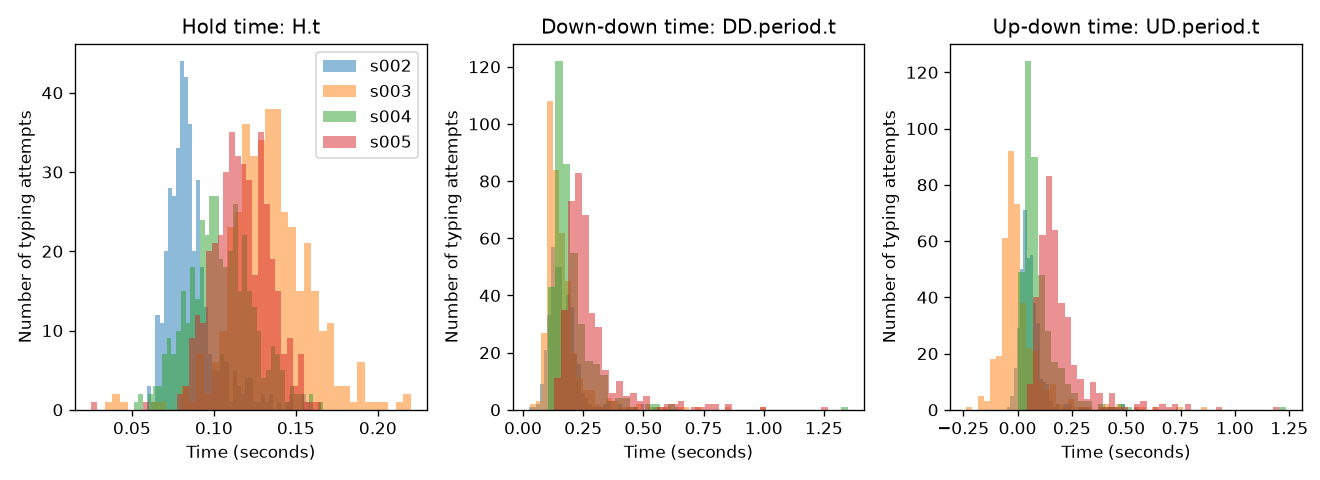 Hold time: H.t
Number of typing attempts
40
30
20
10
0
0.05 0.10 0.15 0.20
Time (seconds)
s002
s003
s004
s005
Down-down time: DD.period.t
Number of typing attempts
120
100
80
60
40
20
0
0.00 0.25 0.50 0.75 1.00 1.25
Time (seconds)
Up-down time: UD.period.t
Number of typing attempts
120
100
80
60
40
20
0
−0.25 0.00 0.25 0.50 0.75 1.00 1.25
Time (seconds)